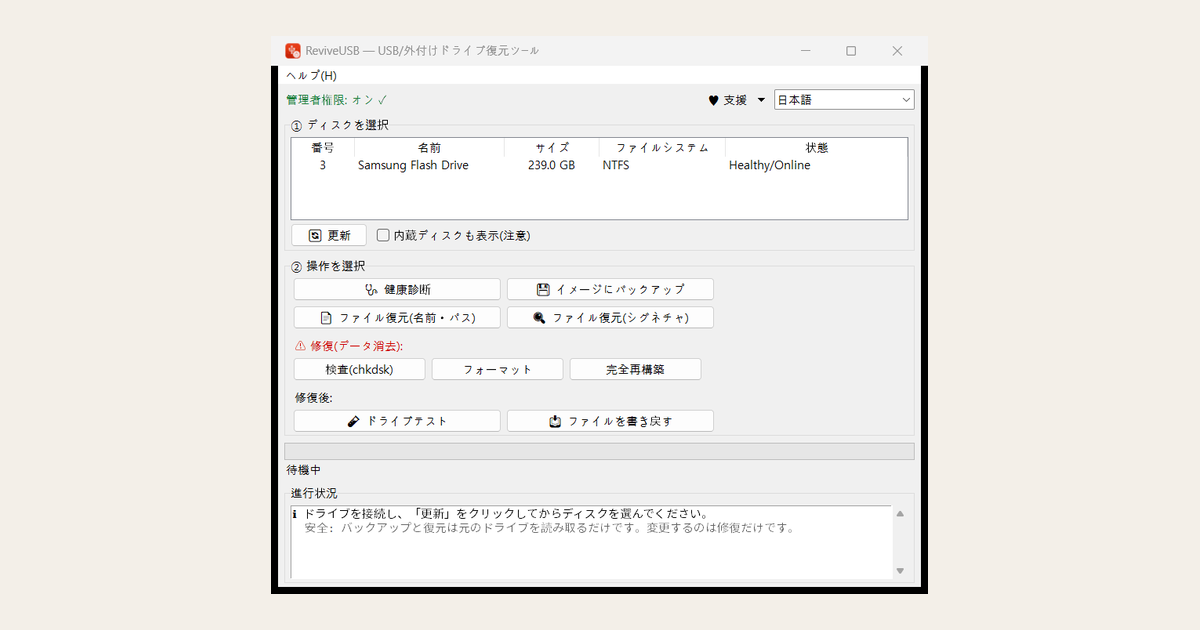 ReviveUSB — USB/外付けドライブ復元ツール
ヘルプ(H)
管理者権限: オン ✓
♥ 支援
日本語
① ディスクを選択
番号 名前 サイズ ファイルシステム 状態
3 Samsung Flash Drive 239.0 GB NTFS Healthy/Online
更新
内蔵ディスクも表示(注意)
② 操作を選択
健康診断
イメージにバックアップ
ファイル復元(名前・パス)
ファイル復元(シグネチャ)
⚠ 修復(データ消去):
検査(chkdsk)
フォーマット
完全再構築
修復後:
ドライブテスト
ファイルを書き戻す
待機中
進行状況
ℹ ドライブを接続し、「更新」をクリックしてからディスクを選んでください。
安全: バックアップと復元は元のドライブを読み取るだけです。変更するのは修復だけです。